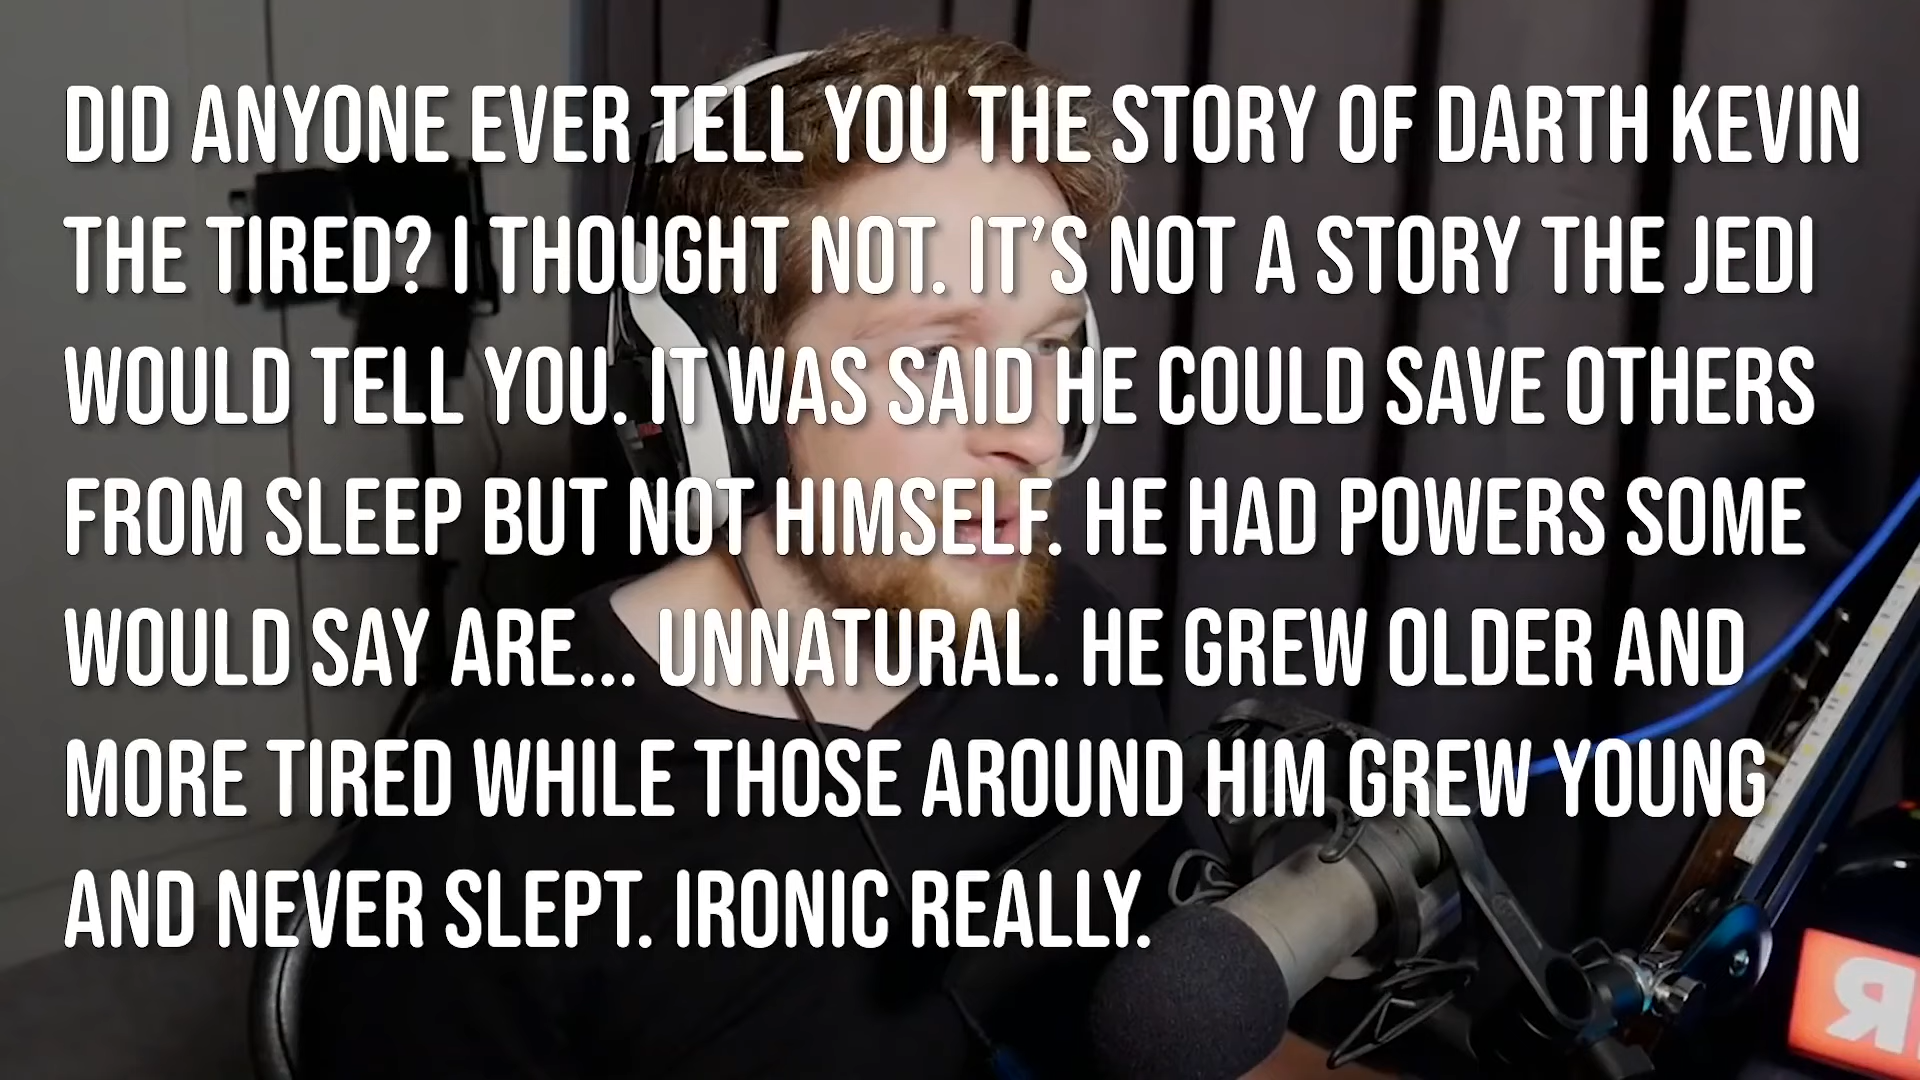 DID ANYONE EVER TELL YOU THE STORY OF DARTH KEVIN
THE TIRED? I THOUGHT NOT. IT'S NOT A STORY THE JEDI
WOULD TELL YOU. IT WAS SAID HE COULD SAVE OTHERS
FROM SLEEP BUT NOT HIMSELF. HE HAD POWERS SOME
WOULD SAY ARE... UNNATURAL. HE GREW OLDER AND
MORE TIRED WHILE THOSE AROUND HIM GREW YOUNG
AND NEVER SLEPT. IRONIC REALLY.